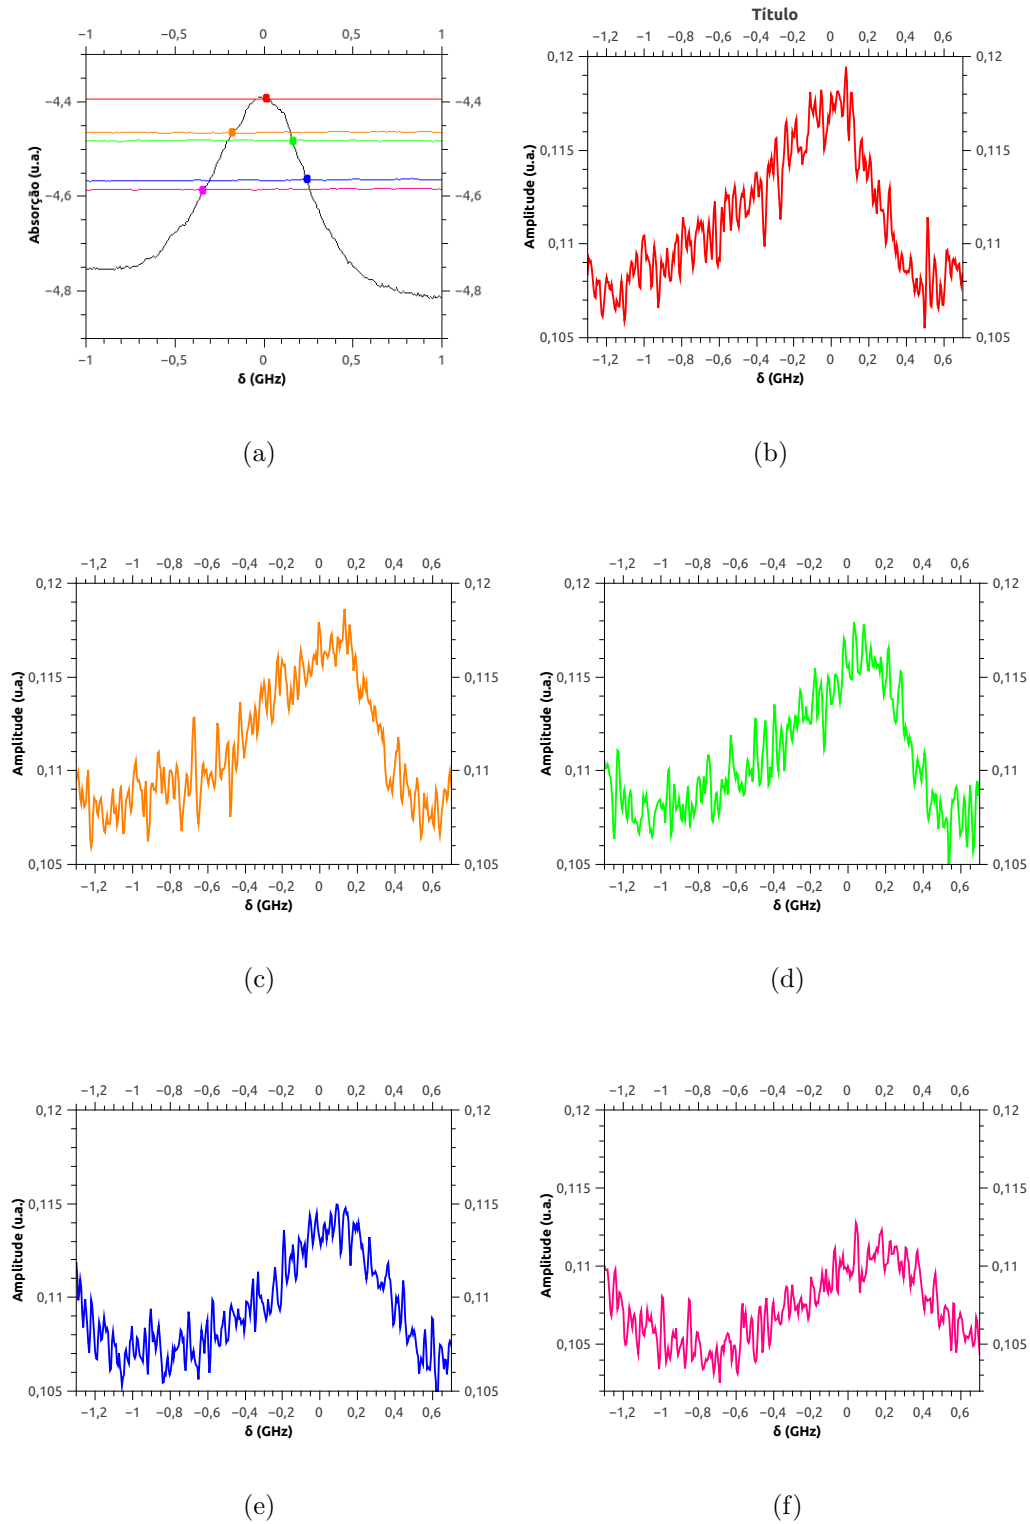 Título
−1 −0,5 0 0,5 1
−1,2 −1 −0,8 −0,6 −0,4 −0,2 0 0,2 0,4 0,6
−4,4 −4,4
−4,6 −4,6
−4,8 −4,8
Absorção (u.a.)
−1 −0,5 0 0,5 1
δ (GHz)
0,12 0,12
0,115 0,115
0,11 0,11
0,105 0,105
Amplitude (u.a.)
−1,2 −1 −0,8 −0,6 −0,4 −0,2 0 0,2 0,4 0,6
δ (GHz)
(a) (b)
−1,2 −1 −0,8 −0,6 −0,4 −0,2 0 0,2 0,4 0,6
0,12 0,12
0,115 0,115
0,11 0,11
0,105 0,105
Amplitude (u.a.)
−1,2 −1 −0,8 −0,6 −0,4 −0,2 0 0,2 0,4 0,6
δ (GHz)
−1,2 −1 −0,8 −0,6 −0,4 −0,2 0 0,2 0,4 0,6
0,12 0,12
0,115 0,115
0,11 0,11
0,105 0,105
Amplitude (u.a.)
−1,2 −1 −0,8 −0,6 −0,4 −0,2 0 0,2 0,4 0,6
δ (GHz)
(c) (d)
−1,2 −1 −0,8 −0,6 −0,4 −0,2 0 0,2 0,4 0,6
0,12 0,12
0,115 0,115
0,11 0,11
0,105 0,105
Amplitude (u.a.)
−1,2 −1 −0,8 −0,6 −0,4 −0,2 0 0,2 0,4 0,6
δ (GHz)
−1,2 −1 −0,8 −0,6 −0,4 −0,2 0 0,2 0,4 0,6
0,12 0,12
0,115 0,115
0,11 0,11
0,105 0,105
Amplitude (u.a.)
−1,2 −1 −0,8 −0,6 −0,4 −0,2 0 0,2 0,4 0,6
δ (GHz)
(e) (f)